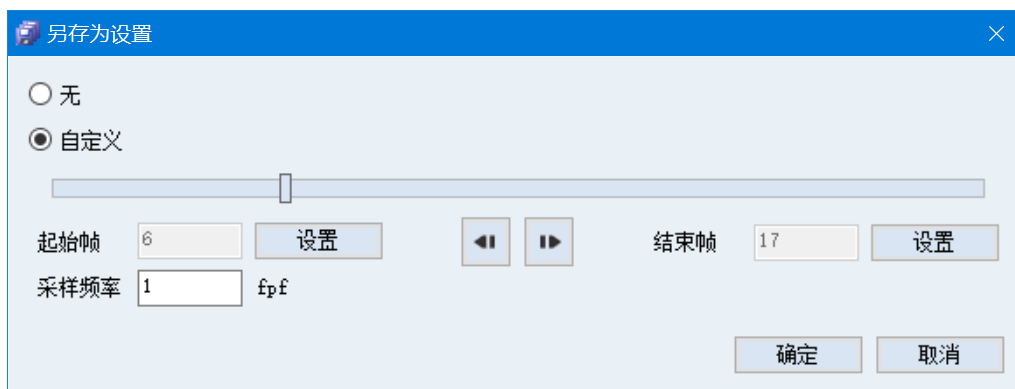 另存为设置
无
自定义
起始帧 6 设置 结束帧 17 设置
采样频率 1 fpf
确定 取消